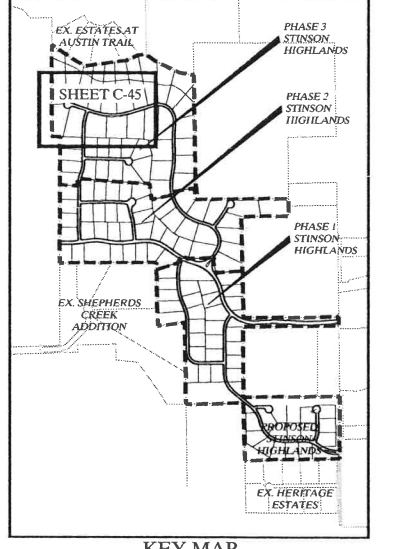 EX. ESTATES AT
AUSTIN TRAIL
PHASE 3
STINSON
HIGHLANDS
SHEET C-45
PHASE 2
STINSON
HIGHLANDS
PHASE 1
STINSON
HIGHLANDS
EX. SHEPHERDS
CREEK
ADDITION
PROPOSED
STINSON
HIGHLANDS
EX. HERITAGE
ESTATES
KEY MAP